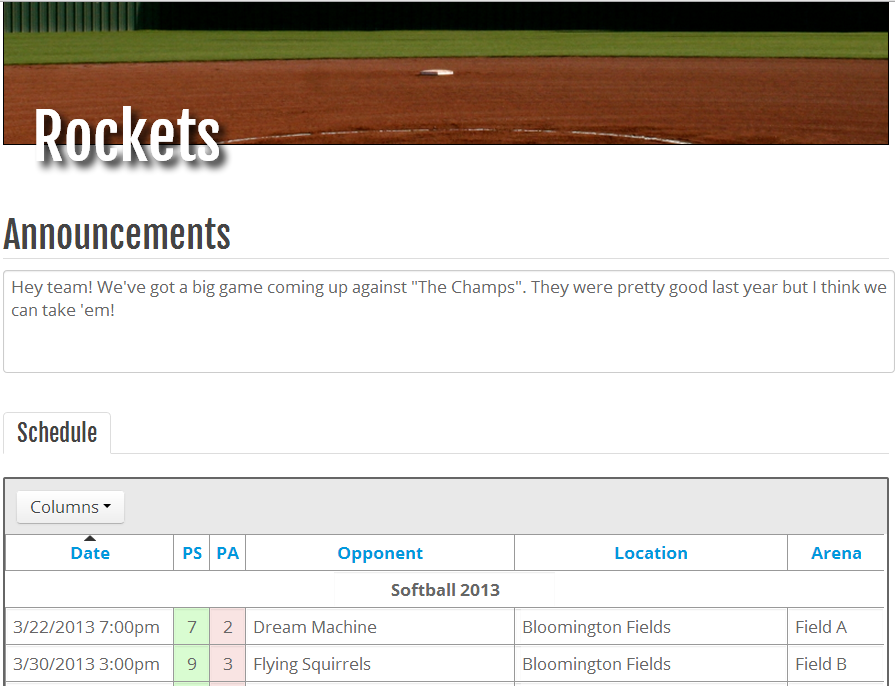 Rockets
Announcements
Hey team! We've got a big game coming up against "The Champs". They were pretty good last year but I think we
can take 'em!
Schedule
Columns
Date PS PA Opponent Location Arena
Softball 2013
3/22/2013 7:00pm 7 2 Dream Machine Bloomington Fields Field A
3/30/2013 3:00pm 9 3 Flying Squirrels Bloomington Fields Field B